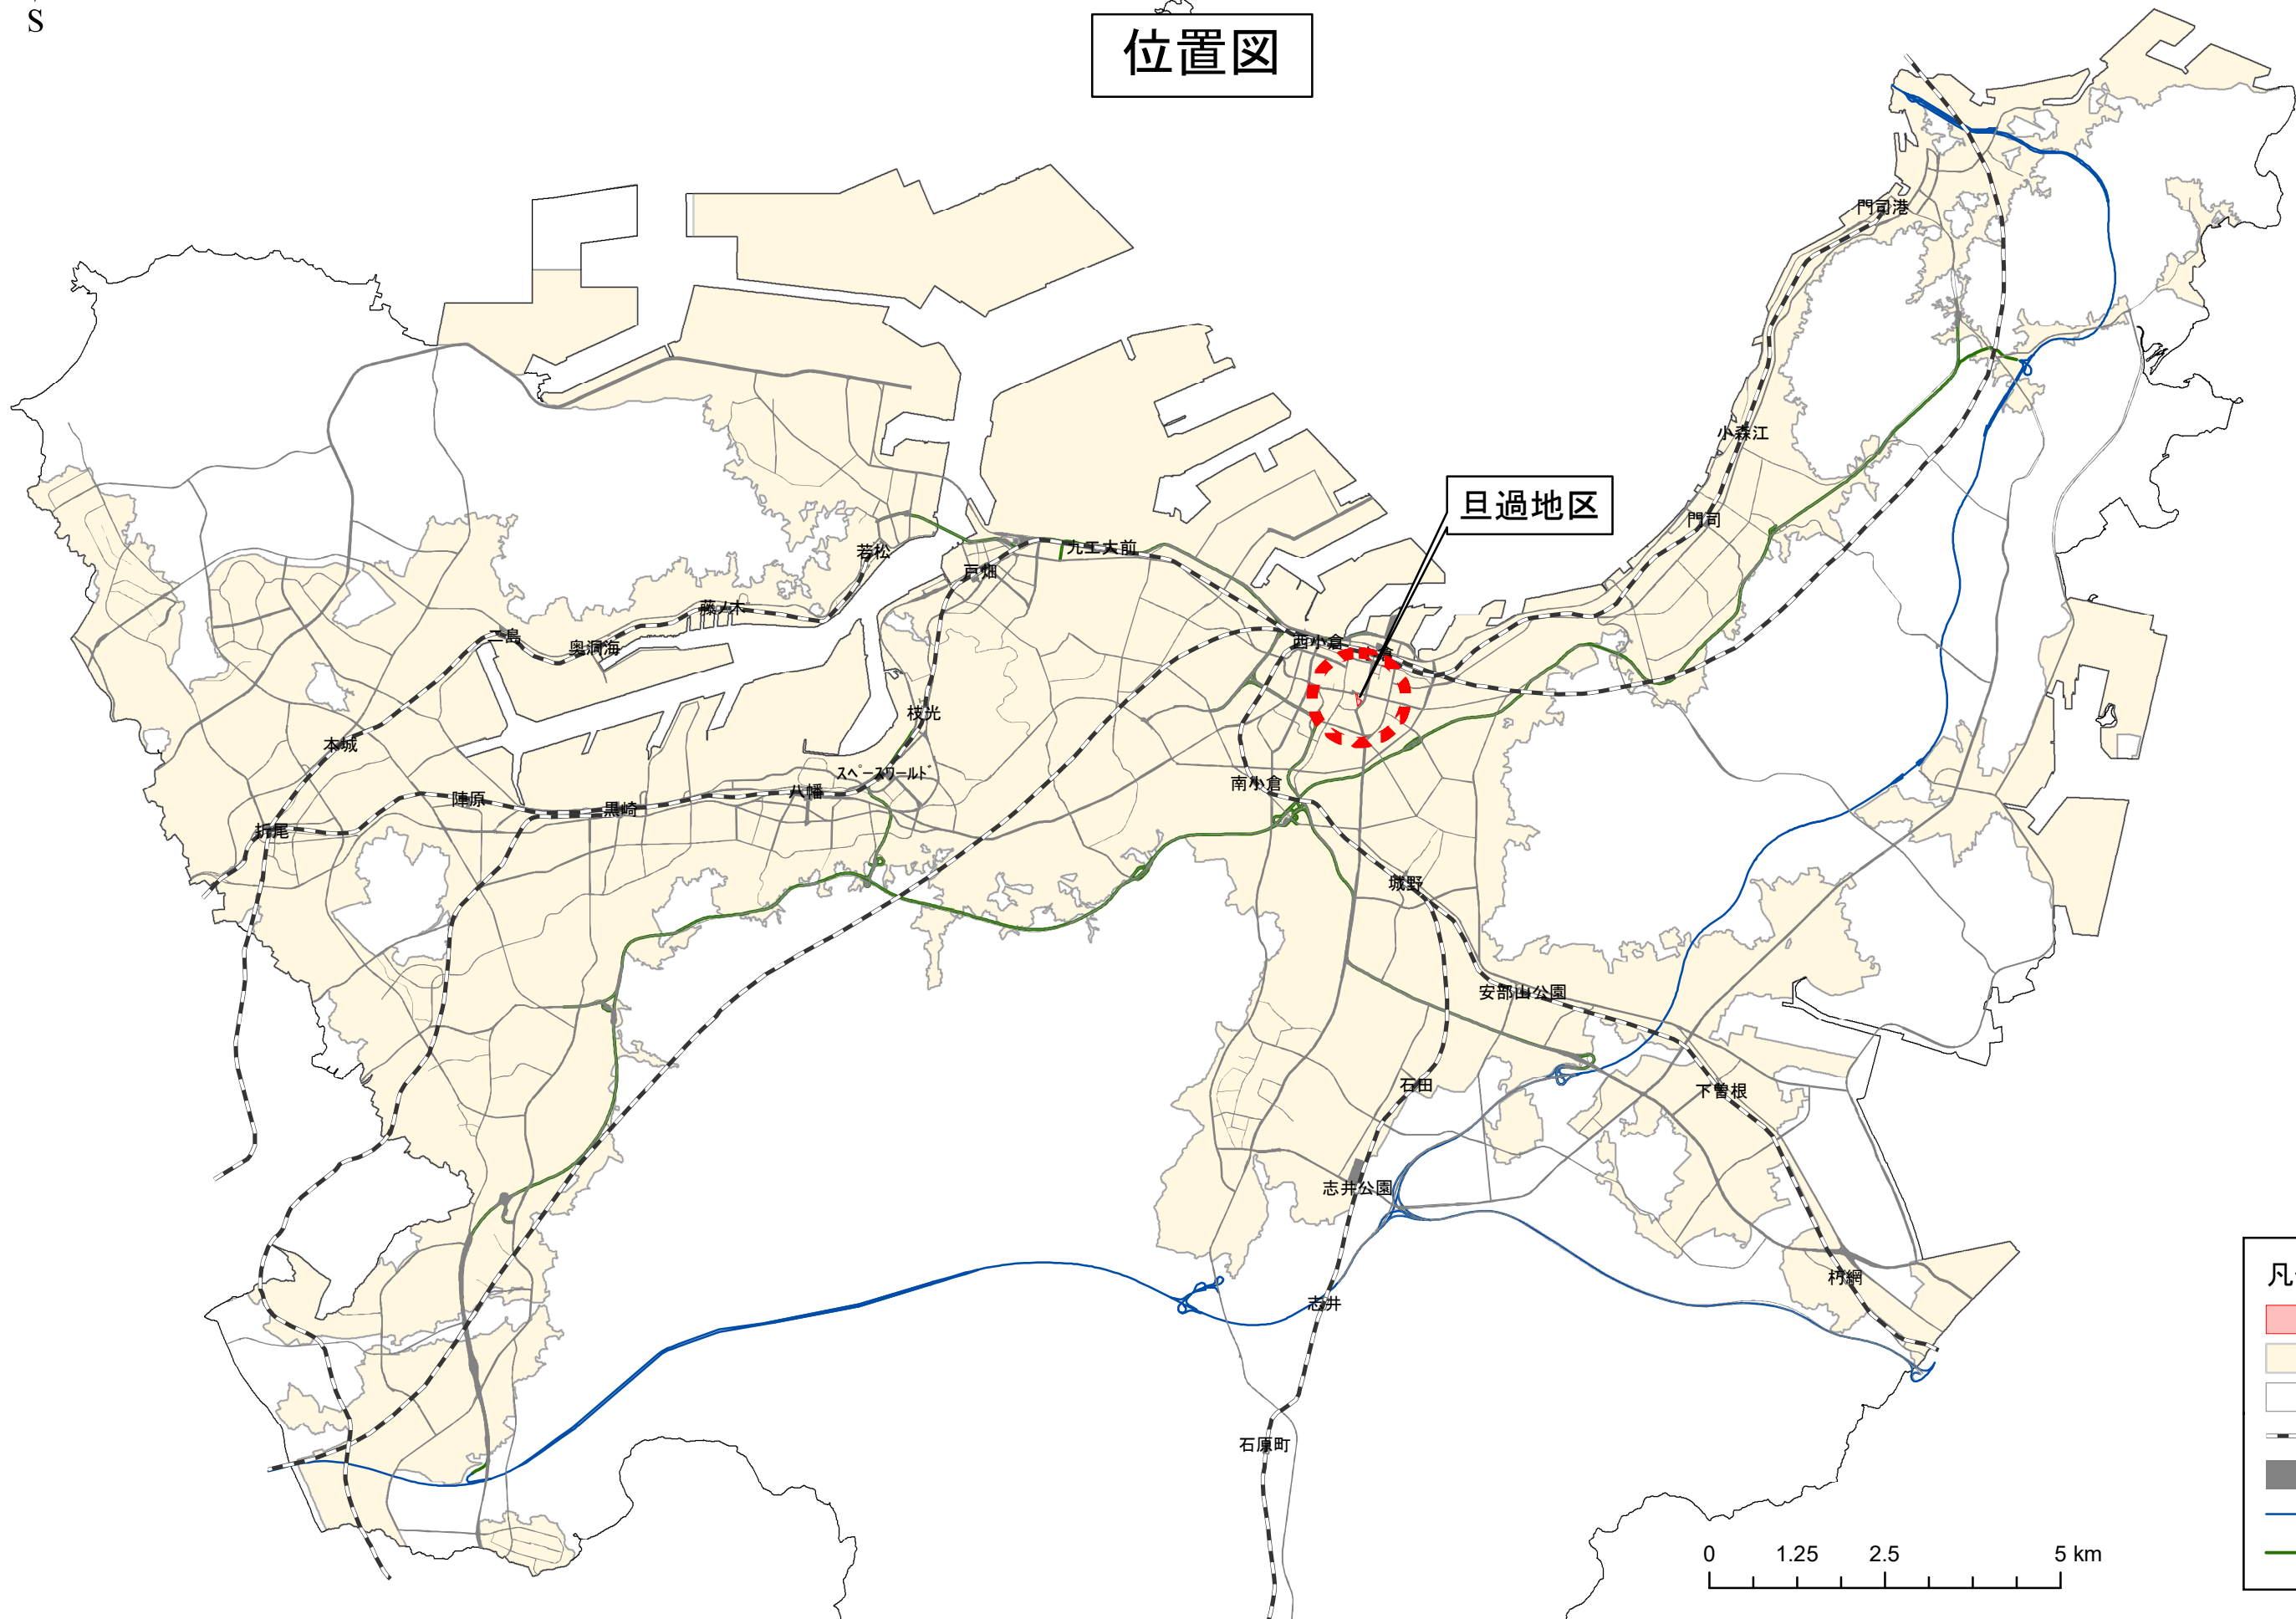 S
位置図
門司港
小森江
旦過地区
門司
若松
九工大前
戸畑
藤ノ木
二島
奥洞海
西小倉
倉
枝光
本城
スペースワールド
陣原
八幡
黒崎
南小倉
折尾
城野
安部山公園
石田
下曽根
志井公園
朽網
志井
石原町
凡
0 1.25 2.5 5 km